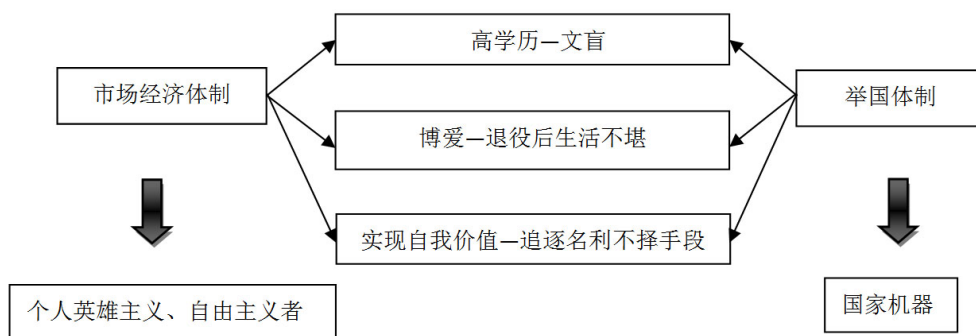 高学历—文盲
市场经济体制
举国体制
博爱—退役后生活不堪
实现自我价值—追逐名利不择手段
个人英雄主义、自由主义者
国家机器